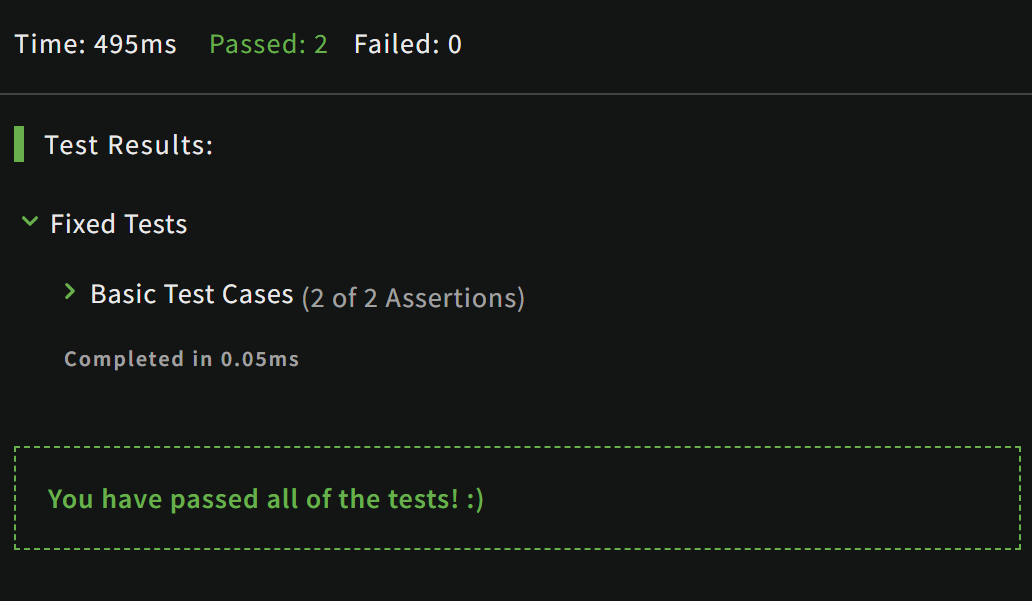 Time: 495ms Passed: 2 Failed: 0
Test Results:
Fixed Tests
Basic Test Cases (2 of 2 Assertions)
Completed in 0.05ms
You have passed all of the tests! :)